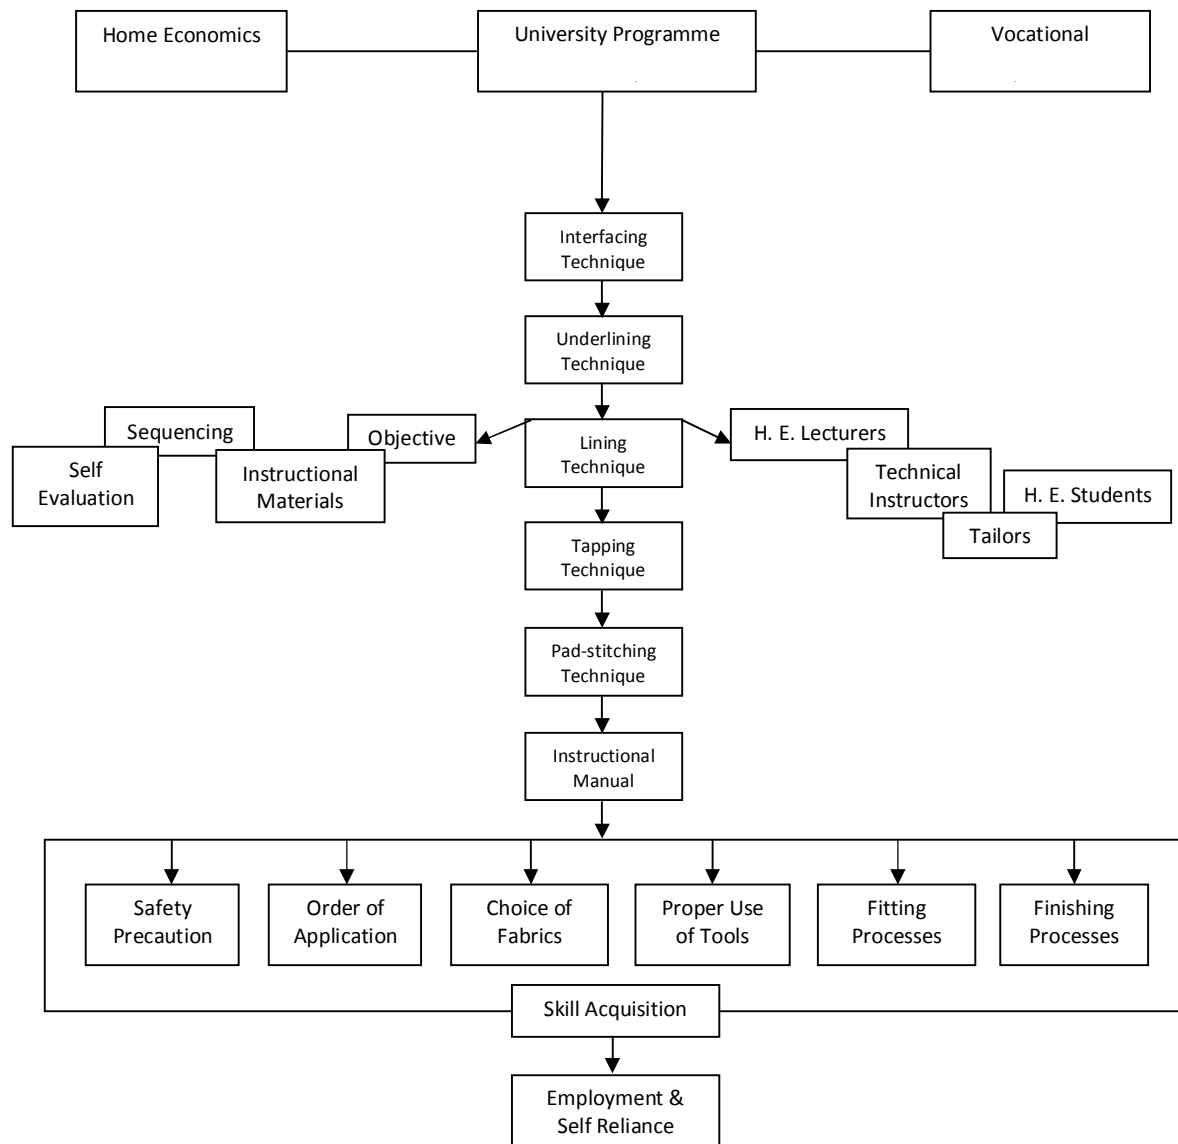 Home Economics
University Programme
Vocational
Interfacing
Technique
Underlining
Technique
Sequencing
Self
Evaluation
Instructional
Materials
Objective
Lining
Technique
H. E. Lecturers
Technical
Instructors
Tailors
H. E. Students
Tapping
Technique
Pad-stitching
Technique
Instructional
Manual
Safety
Precaution
Order of
Application
Choice of
Fabrics
Proper Use
of Tools
Fitting
Processes
Finishing
Processes
Skill Acquisition
Employment &
Self Reliance